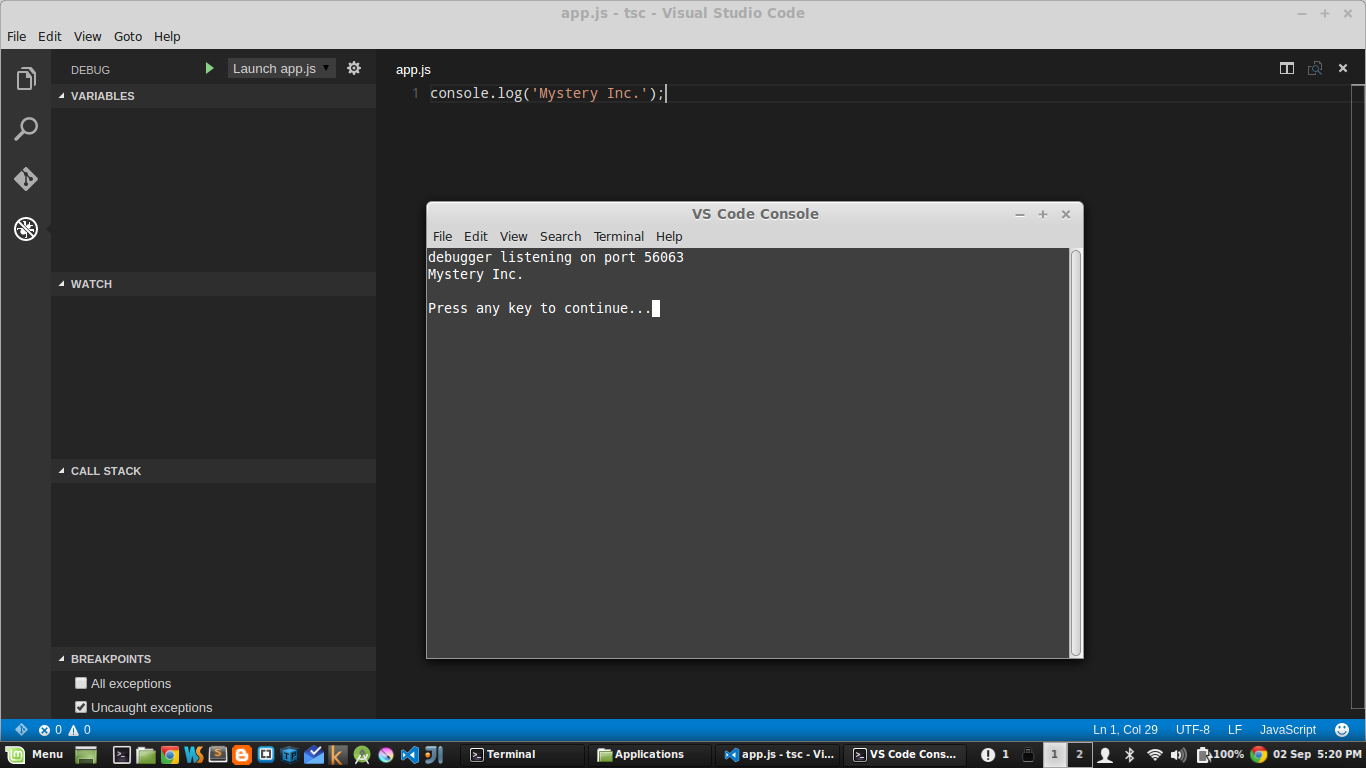 app.js - tsc - Visual Studio Code
File Edit View Goto Help
DEBUG Launch app.js
app.js
VARIABLES
1 console.log('Mystery Inc.');
VS Code Console
File Edit View Search Terminal Help
debugger listening on port 56063
Mystery Inc.
Press any key to continue...
WATCH
CALL STACK
BREAKPOINTS
All exceptions
Uncaught exceptions
0 0
Ln 1, Col 29 UTF-8 LF JavaScript
Menu Terminal Applications app.js - tsc - Vi... VS Code Cons... 1 1 2 100% 02 Sep 5:20 PM